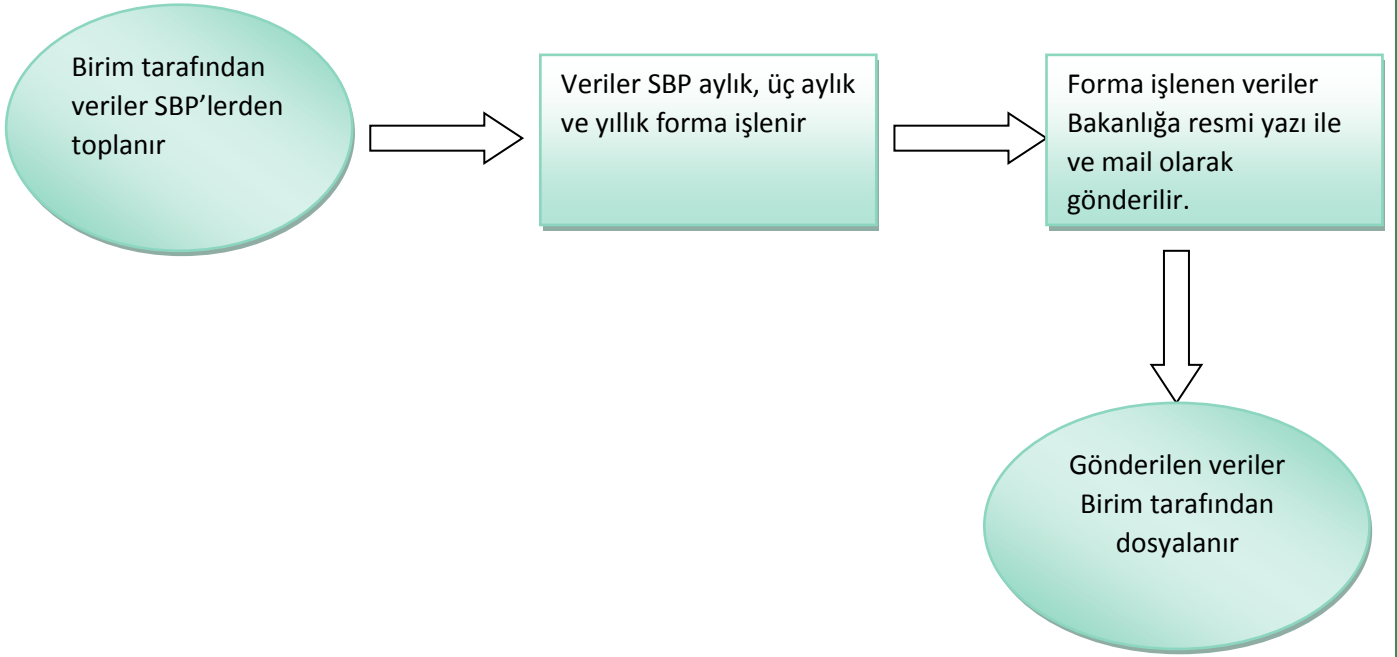 Birim tarafından
veriler SBP’lerden
toplanır
Veriler SBP aylık, üç aylık
ve yıllık forma işlenir
Forma işlenen veriler
Bakanlığa resmi yazı ile
ve mail olarak
gönderilir.
Gönderilen veriler
Birim tarafından
dosyalanır